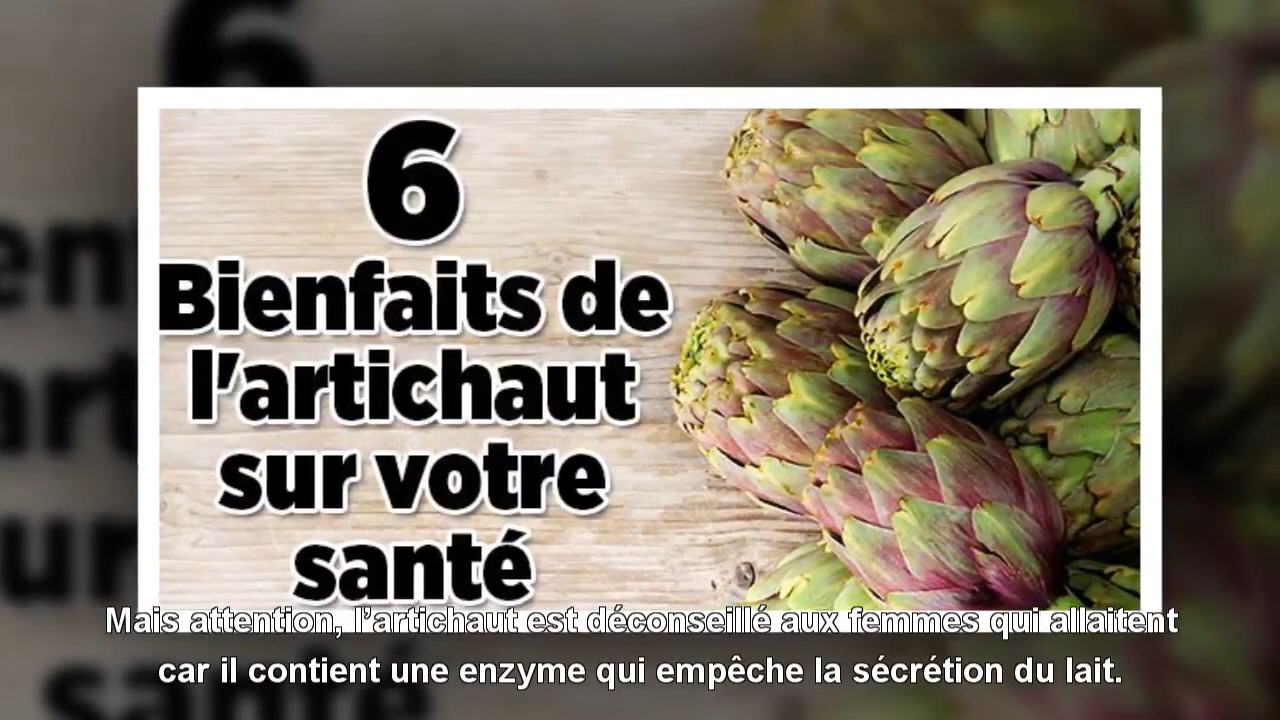 6
Bienfaits de
l'artichaut
sur votre
santé
Mais attention, l'artichaut est déconseillé aux femmes qui allaitent
car il contient une enzyme qui empêche la sécrétion du lait.